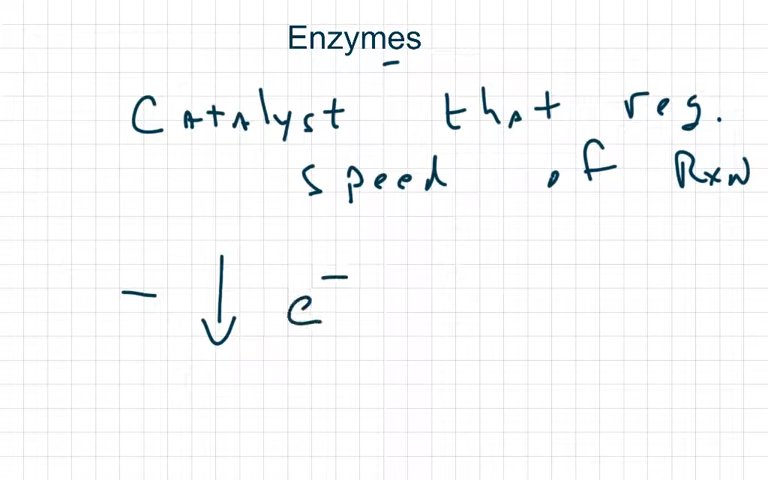 Enzymes
Catalyst that reg.
speed of Rxn
- ↓ e⁻